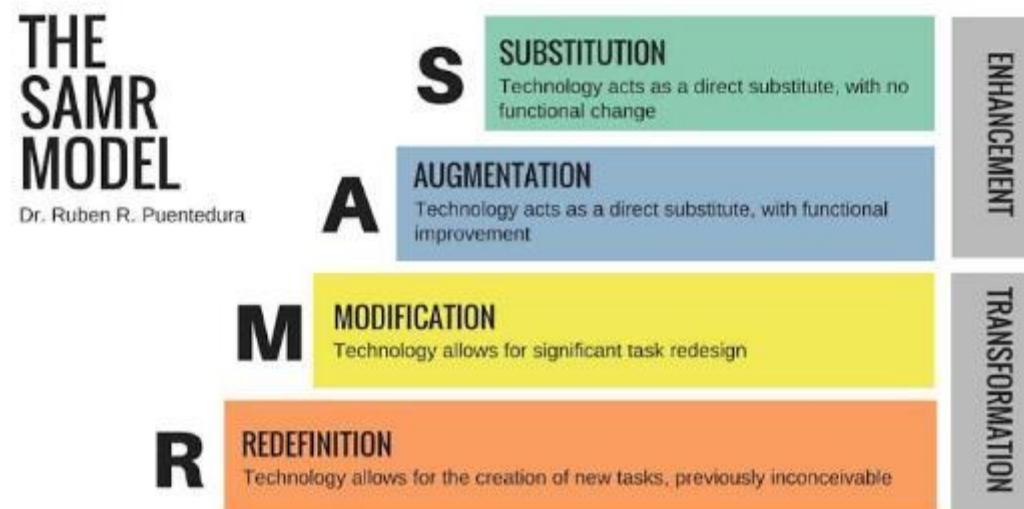 THE
SAMR
MODEL
Dr. Ruben R. Puentedura
S
SUBSTITUTION
Technology acts as a direct substitute, with no
functional change
A
AUGMENTATION
Technology acts as a direct substitute, with functional
improvement
ENHANCEMENT
M
MODIFICATION
Technology allows for significant task redesign
R
REDEFINITION
Technology allows for the creation of new tasks, previously inconceivable
TRANSFORMATION